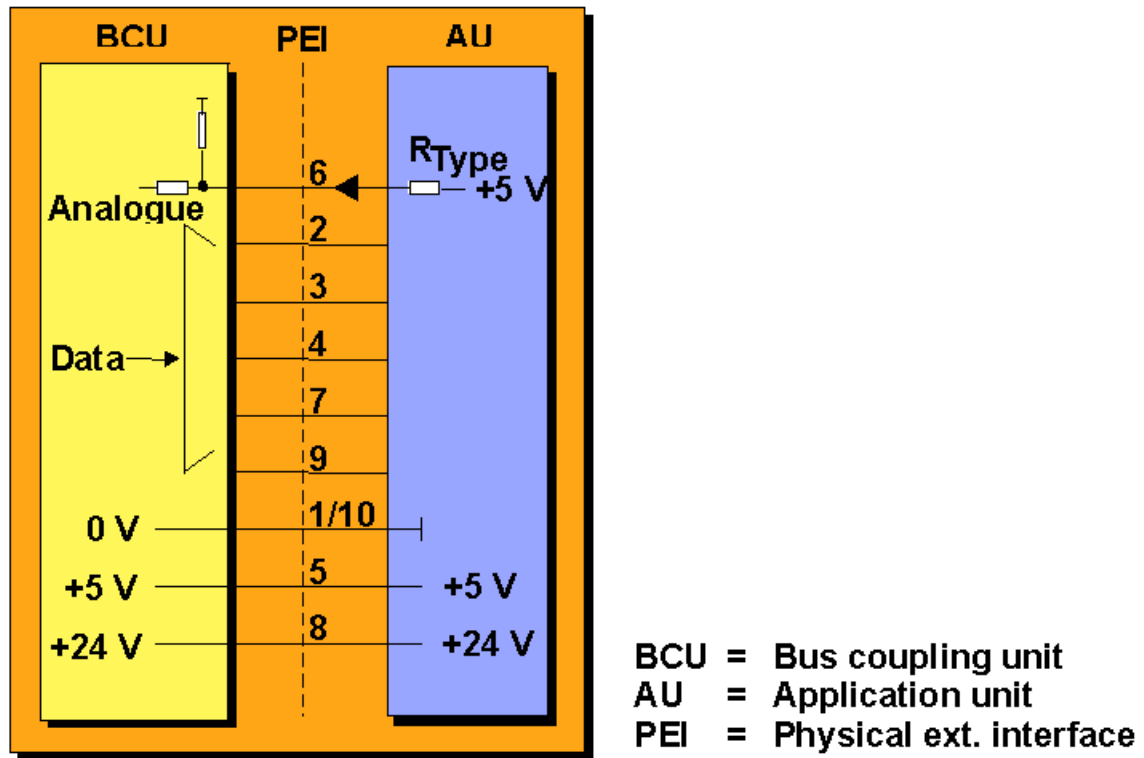 BCU PEI AU
RType
6
+5 V
Analogue
2
3
Data
4
7
9
0 V 1/10
+5 V 5 +5 V
+24 V 8 +24 V
BCU = Bus coupling unit
AU = Application unit
PEI = Physical ext. interface